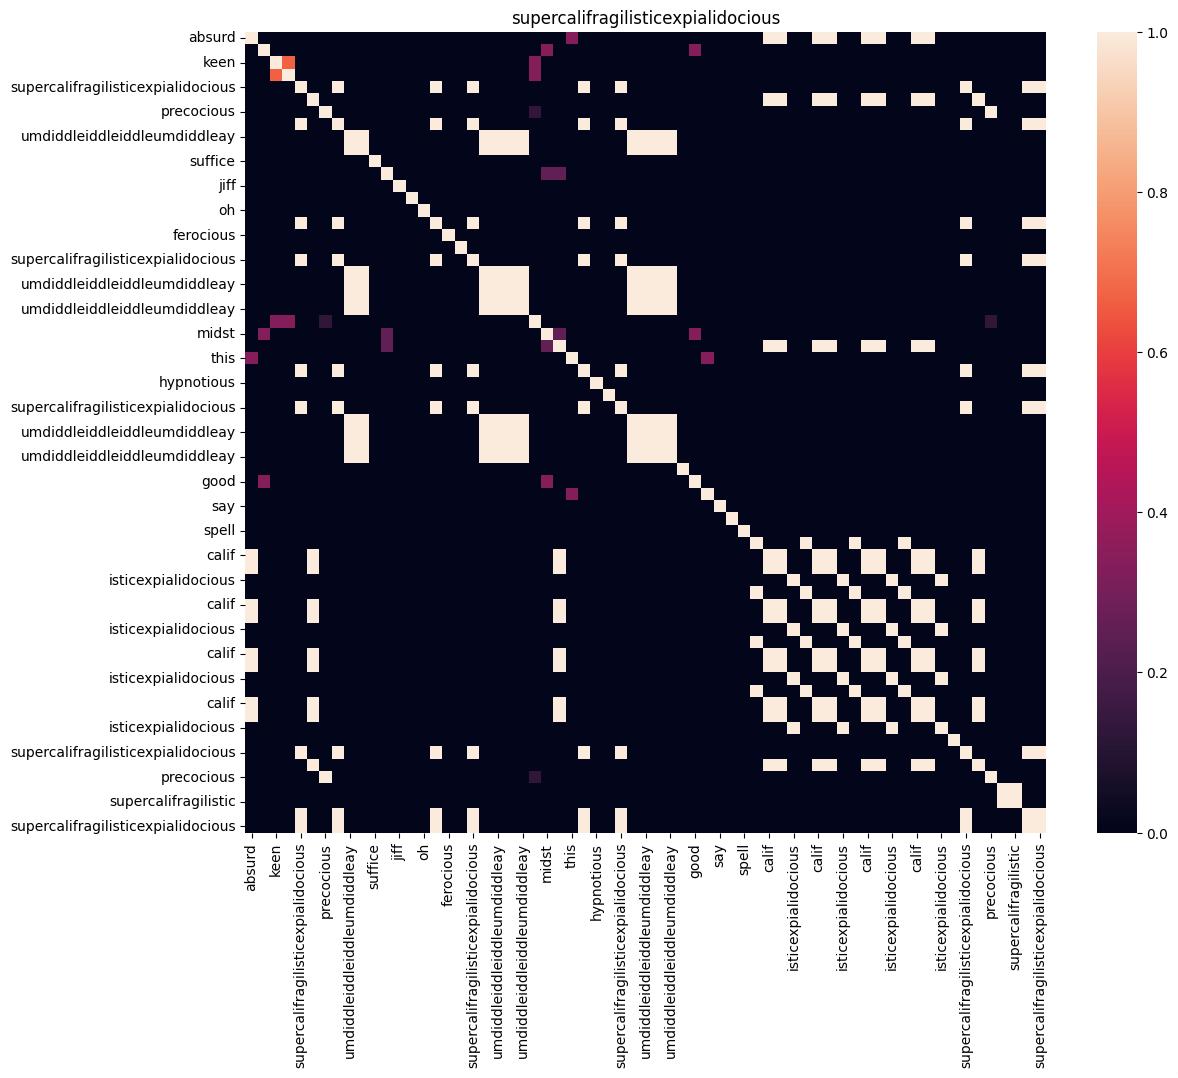 supercalifragilisticexpialidocious
absurd
keen
supercalifragilisticexpialidocious
precocious
umdiddleiddleiddleumdiddleay
suffice
jiff
oh
ferocious
supercalifragilisticexpialidocious
umdiddleiddleiddleumdiddleay
umdiddleiddleiddleumdiddleay
midst
this
hypnotious
supercalifragilisticexpialidocious
umdiddleiddleiddleumdiddleay
umdiddleiddleiddleumdiddleay
good
say
spell
calif
isticexpialidocious
calif
isticexpialidocious
calif
isticexpialidocious
calif
isticexpialidocious
supercalifragilisticexpialidocious
precocious
supercalifragilistic
supercalifragilisticexpialidocious
1.0
0.8
0.6
0.4
0.2
0.0
absurd
keen
supercalifragilisticexpialidocious
precocious
umdiddleiddleiddleumdiddleay
suffice
jiff
oh
ferocious
supercalifragilisticexpialidocious
umdiddleiddleiddleumdiddleay
umdiddleiddleiddleumdiddleay
midst
this
hypnotious
supercalifragilisticexpialidocious
umdiddleiddleiddleumdiddleay
umdiddleiddleiddleumdiddleay
good
say
spell
calif
isticexpialidocious
calif
isticexpialidocious
calif
isticexpialidocious
calif
isticexpialidocious
supercalifragilisticexpialidocious
precocious
supercalifragilistic
supercalifragilisticexpialidocious